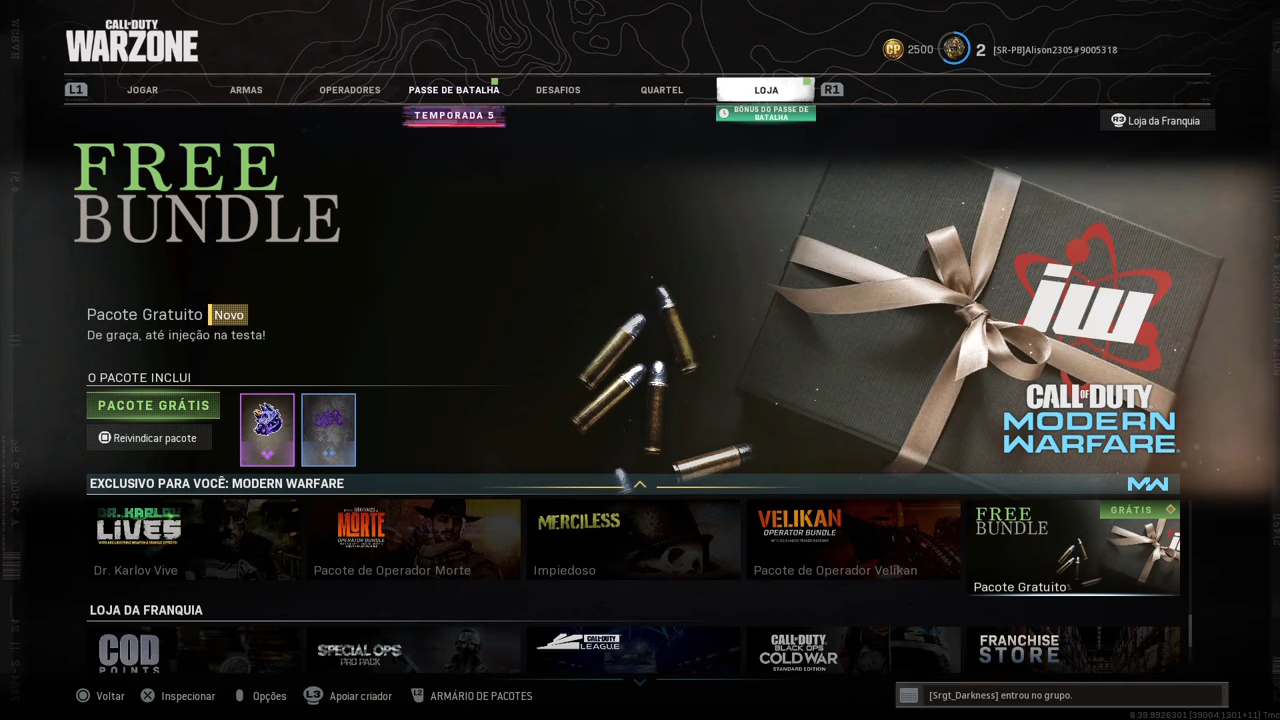 CALL OF DUTY
WARZONE
CP 2500 2 [SR-PB]Alison2305#9005318
L1 JOGAR ARMAS OPERADORES PASSE DE BATALHA DESAFIOS QUARTEL LOJA R1
TEMPORADA 5
BÔNUS DO PASSE DE
BATALHA
R3 Loja da Franquia
FREE
BUNDLE
Pacote Gratuito Novo
De graça, até injeção na testa!
O PACOTE INCLUI
PACOTE GRÁTIS
Reivindicar pacote
iw
CALL OF DUTY
MODERN
WARFARE
EXCLUSIVO PARA VOCÊ: MODERN WARFARE MW
DR. KARLOV
LIVES
Dr. Karlov Vive
MORTE
OPERATOR BUNDLE
Pacote de Operador Morte
MERCILESS
Impiedoso
VELIKAN
OPERATOR BUNDLE
Pacote de Operador Velikan
FREE
BUNDLE
GRÁTIS
Pacote Gratuito
LOJA DA FRANQUIA
COD
POINTS
SPECIAL OPS
PRO PACK
CALL OF DUTY
LEAGUE
CALL OF DUTY
BLACK OPS
COLD WAR
STANDARD EDITION
FRANCHISE
STORE
Voltar Inspecionar Opções L3 Apoiar criador L2 ARMÁRIO DE PACOTES
[Srgt_Darkness] entrou no grupo.